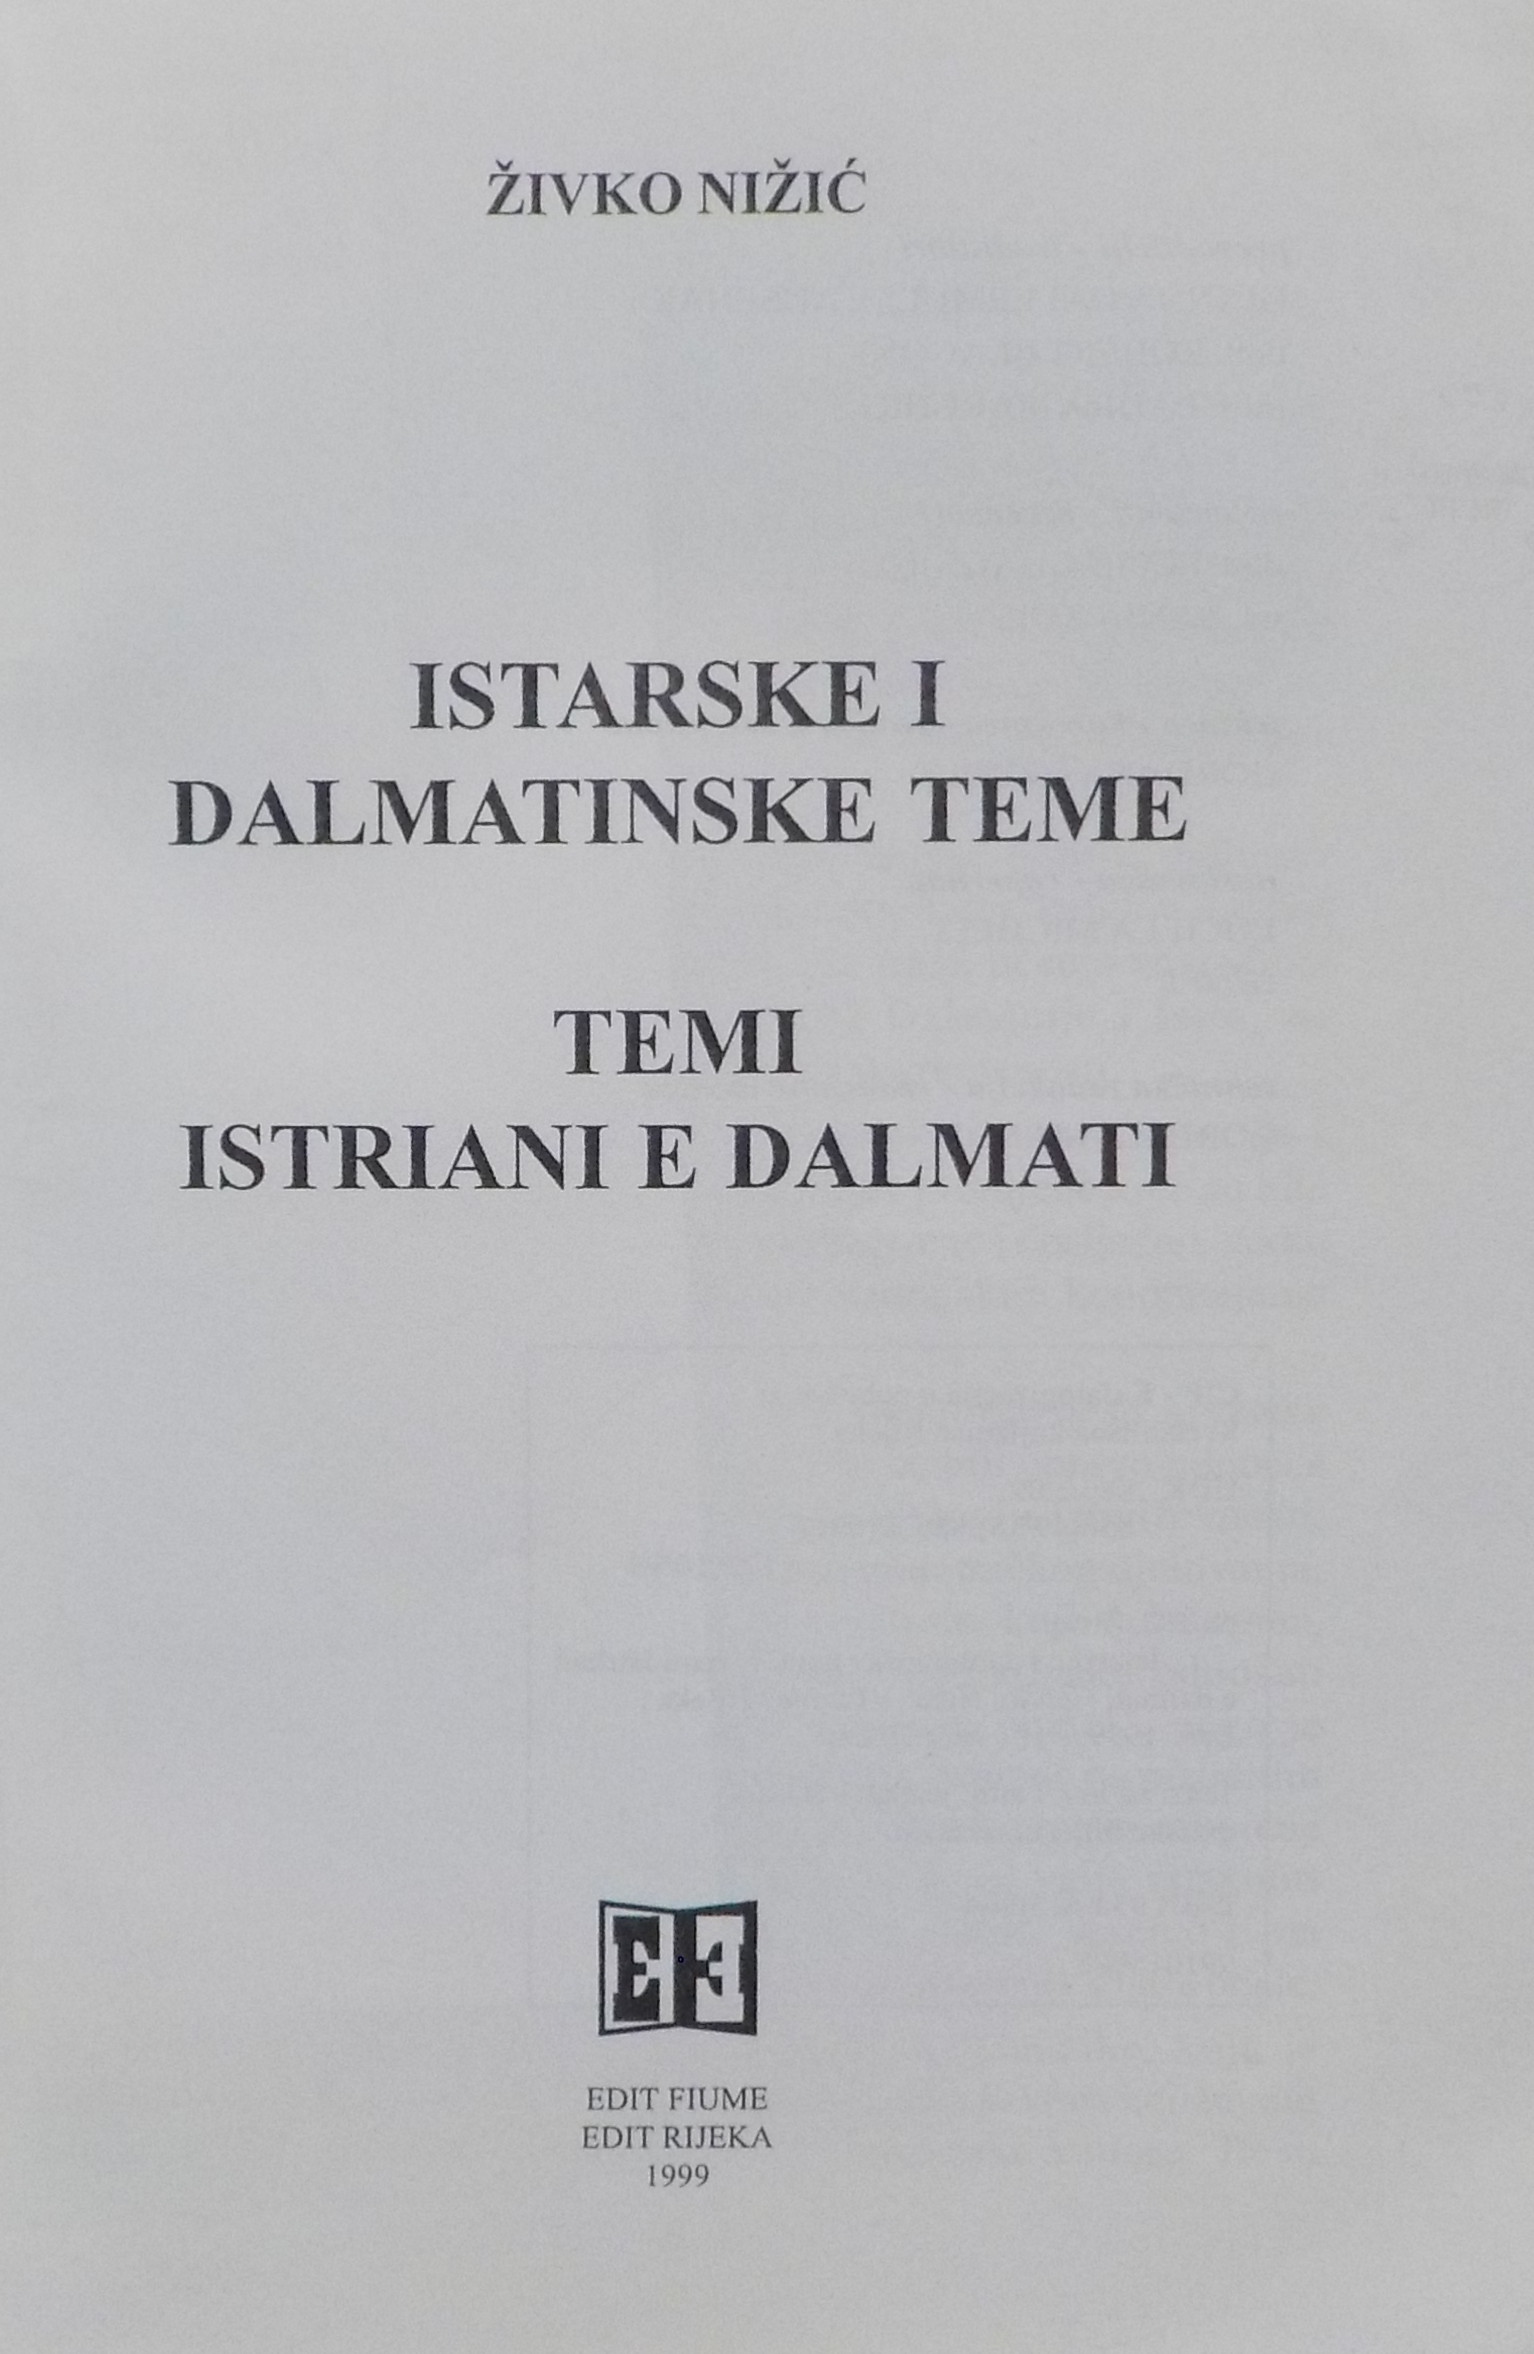 ŽIVKO NIŽIĆ
ISTARSKE I
DALMATINSKE TEME
TEMI
ISTRIANI E DALMATI
E E
EDIT FIUME
EDIT RIJEKA
1999